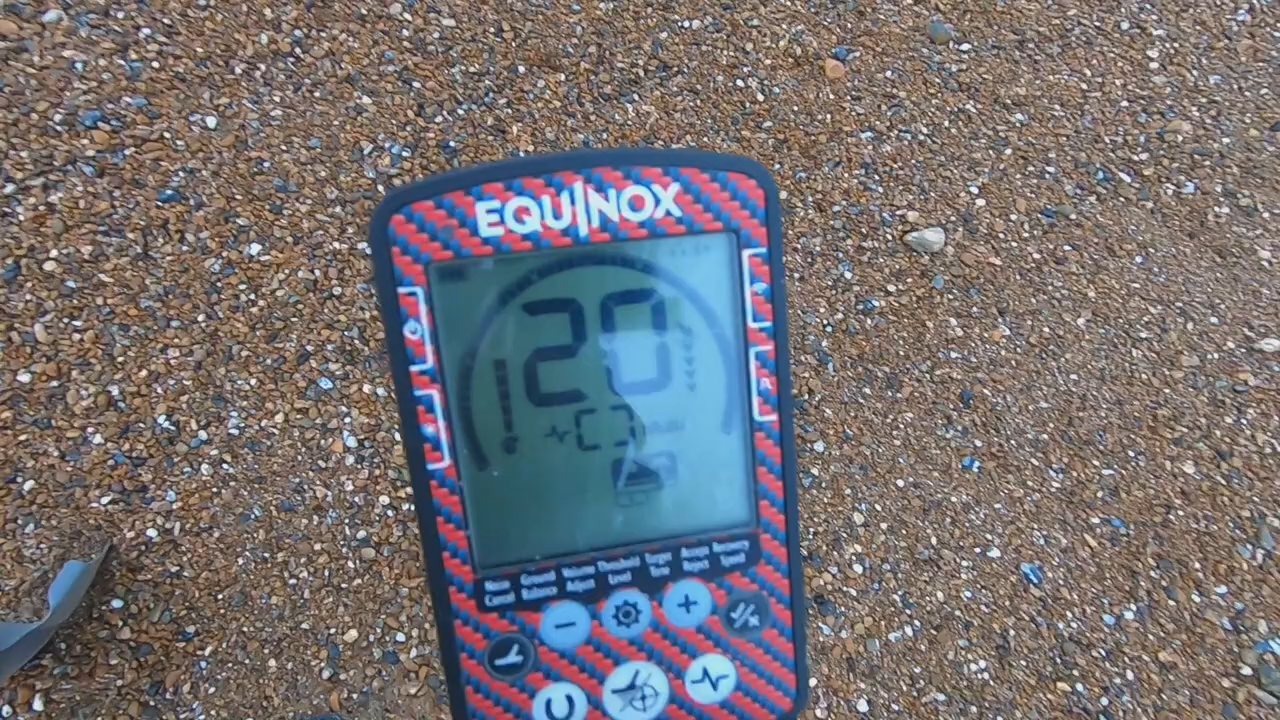 EQUINOX
20
Noise Ground Volume Threshold Target Accept Recovery
Cancel Balance Adjust Level Tone Reject Speed